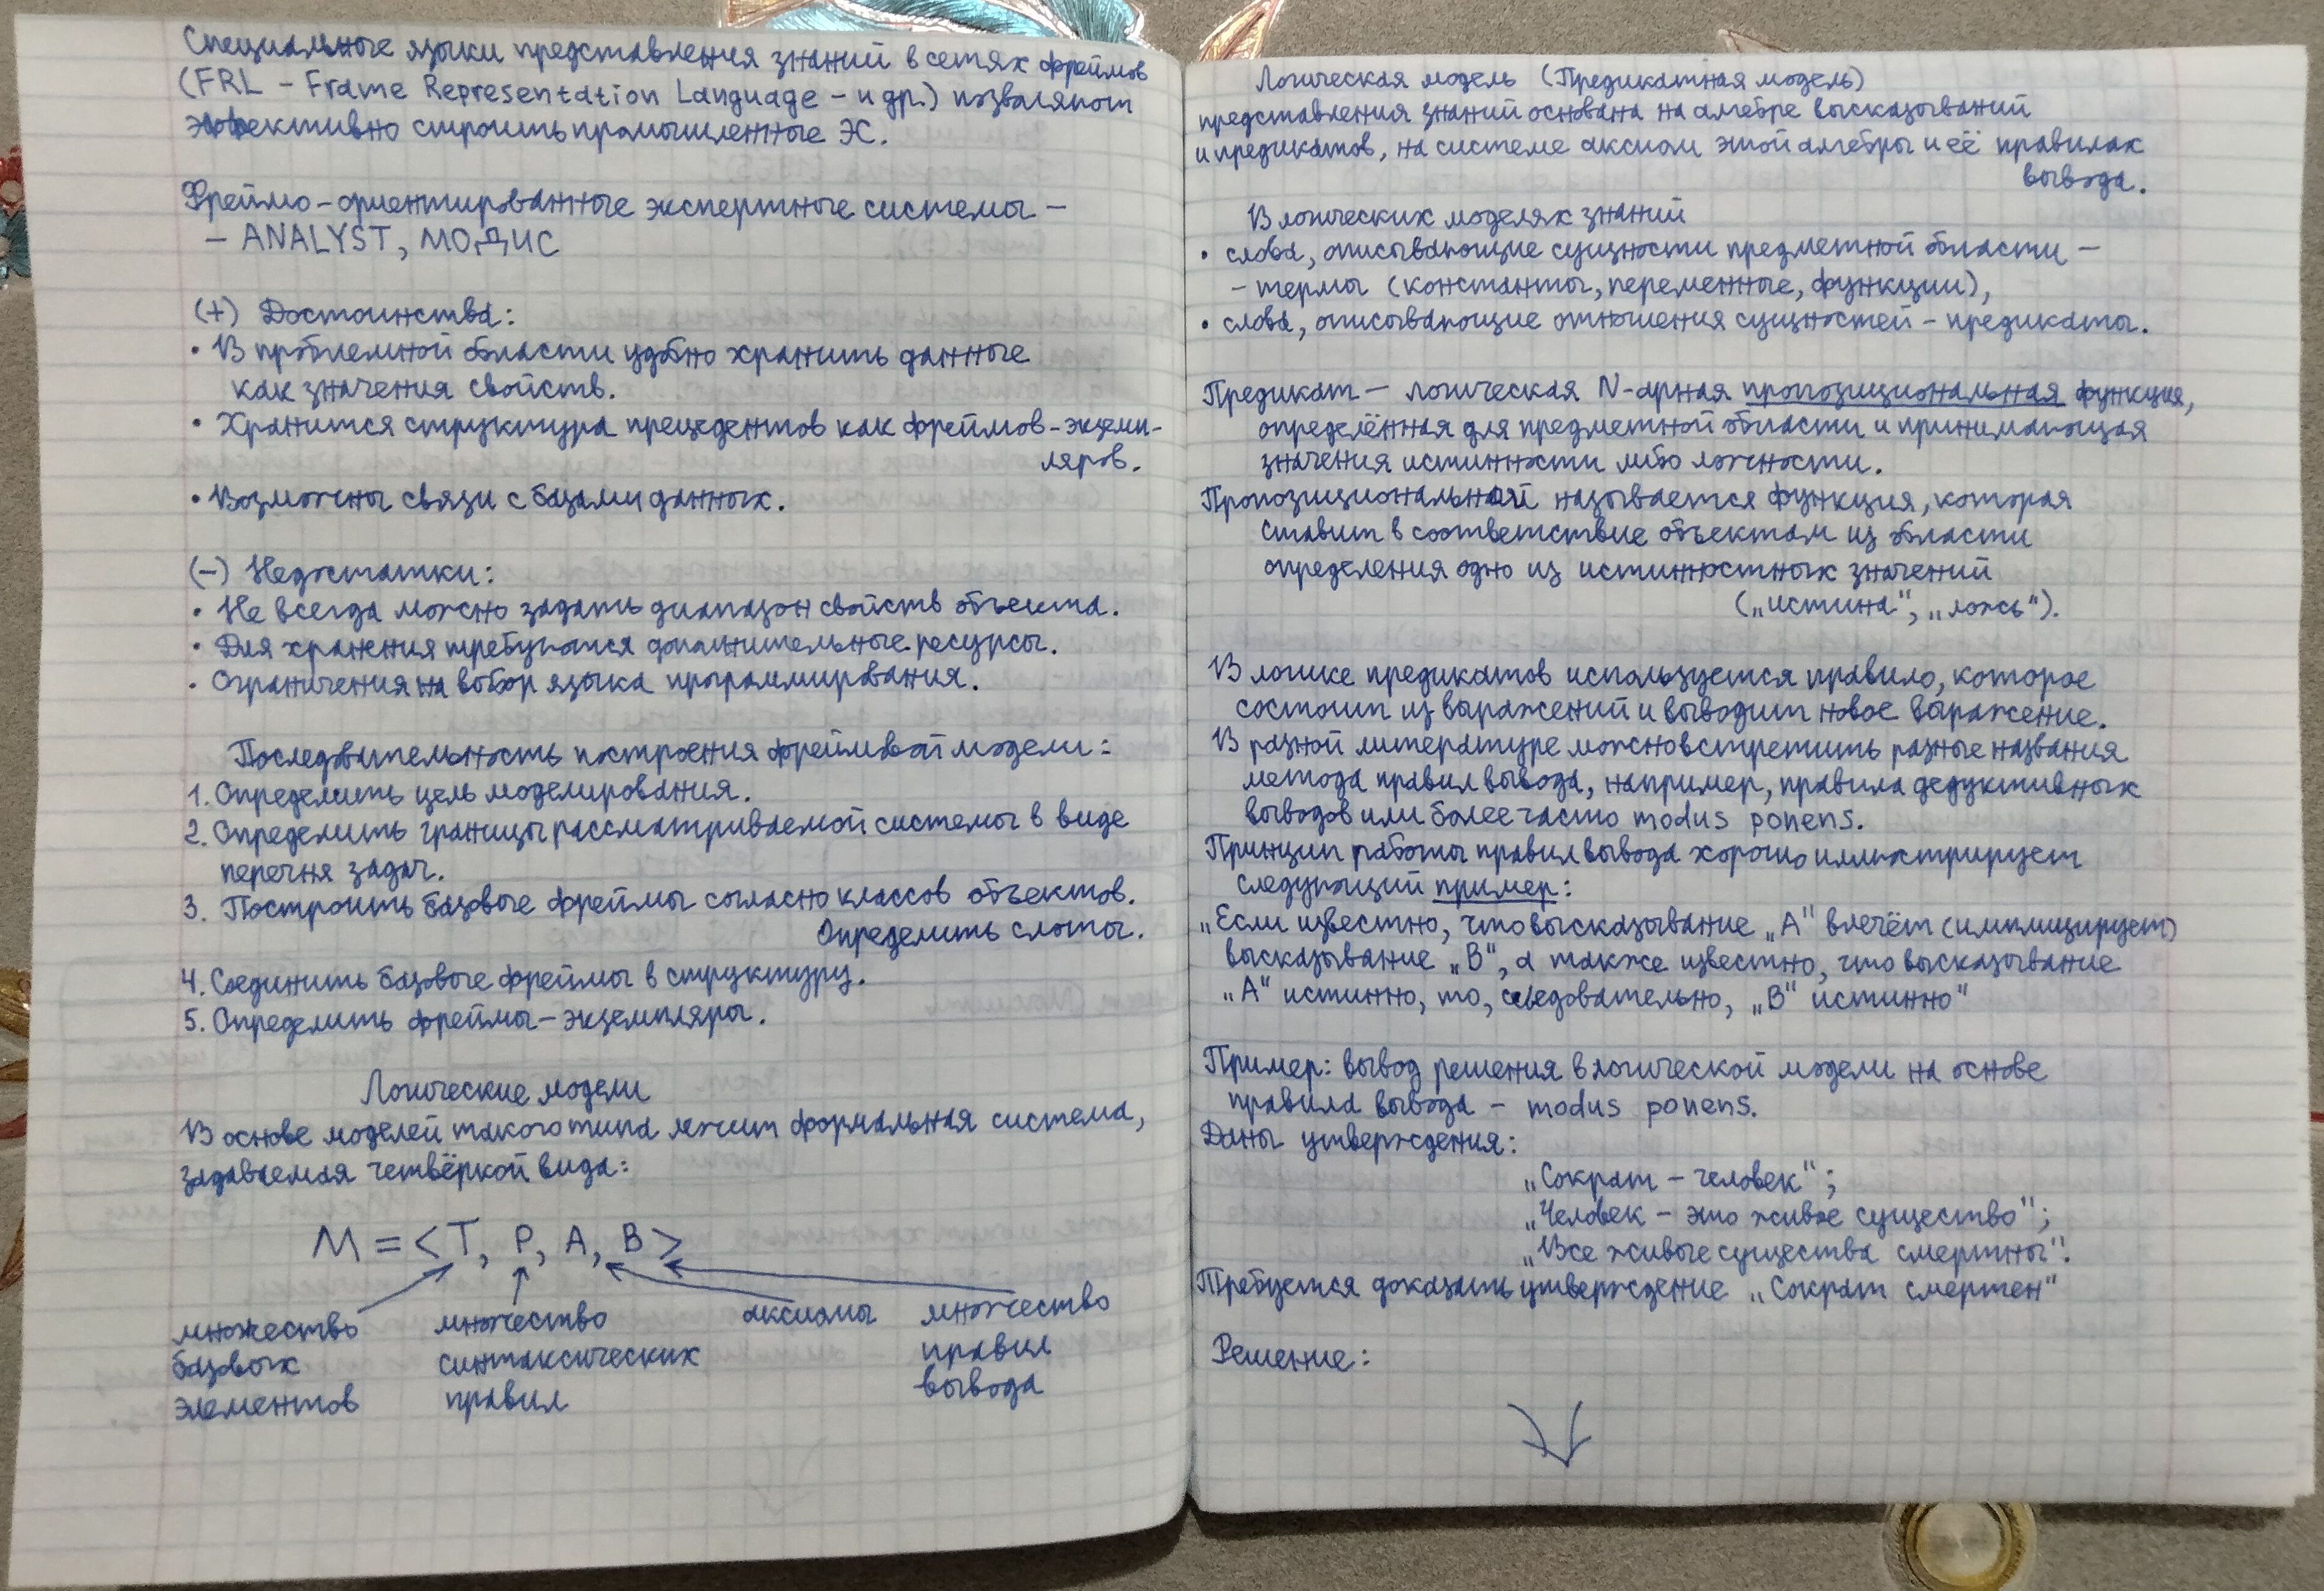 Специальные языки представления знаний в сетях фреймов
(FRL – Frame Representation Language – и др.) позволяют
эффективно строить промышленные ЭС.
Фреймо-ориентированные экспертные системы –
– ANALYST, МОДИС
(+) Достоинства:
• В проблемной области удобно хранить данные
как значения свойств.
• Хранится структура прецедентов как фреймов-экземп-
ляров.
• Возможны связи с базами данных.
(–) Недостатки:
• Не всегда можно задать диапазон свойств объекта.
• Для хранения требуются дополнительные ресурсы.
• Ограничения на выбор языка программирования.
Последовательность построения фреймовой модели:
1. Определить цель моделирования.
2. Определить границы рассматриваемой системы в виде
перечня задач.
3. Построить базовые фреймы согласно классов объектов.
Определить слоты.
4. Соединить базовые фреймы в структуру.
5. Определить фреймы-экземпляры.
Логические модели
В основе моделей такого типа лежит формальная система,
задаваемая четвёркой вида:
M = <T, P, A, B>
множество множество аксиомы множество
базовых синтаксических правил
элементов правил вывода
Логическая модель (Предикатная модель)
представления знаний основана на алгебре высказываний
и предикатов, на системе аксиом этой алгебры и её правилах
вывода.
В логических моделях знаний
• слова, описывающие сущности предметной области –
– термы (константы, переменные, функции),
• слова, описывающие отношения сущностей – предикаты.
Предикат – логическая N-арная пропозициональная функция,
определённая для предметной области и принимающая
значения истинности либо ложности.
Пропозициональной называется функция, которая
ставит в соответствие объектам из области
определения одно из истинностных значений
(„истина", „ложь").
В логике предикатов используется правило, которое
состоит из выражений и выводит новое выражение.
В разной литературе можно встретить разные названия
метода правил вывода, например, правила дедуктивных
выводов или более часто modus ponens.
Принцип работы правил вывода хорошо иллюстрирует
следующий пример:
„Если известно, что высказывание „А" влечёт (имплицирует)
высказывание „В", а также известно, что высказывание
„А" истинно, то, следовательно, „В" истинно"
Пример: вывод решения в логической модели на основе
правила вывода – modus ponens.
Даны утверждения:
„Сократ – человек";
„Человек – это живое существо";
„Все живые существа смертны".
Требуется доказать утверждение „Сократ смертен"
Решение: